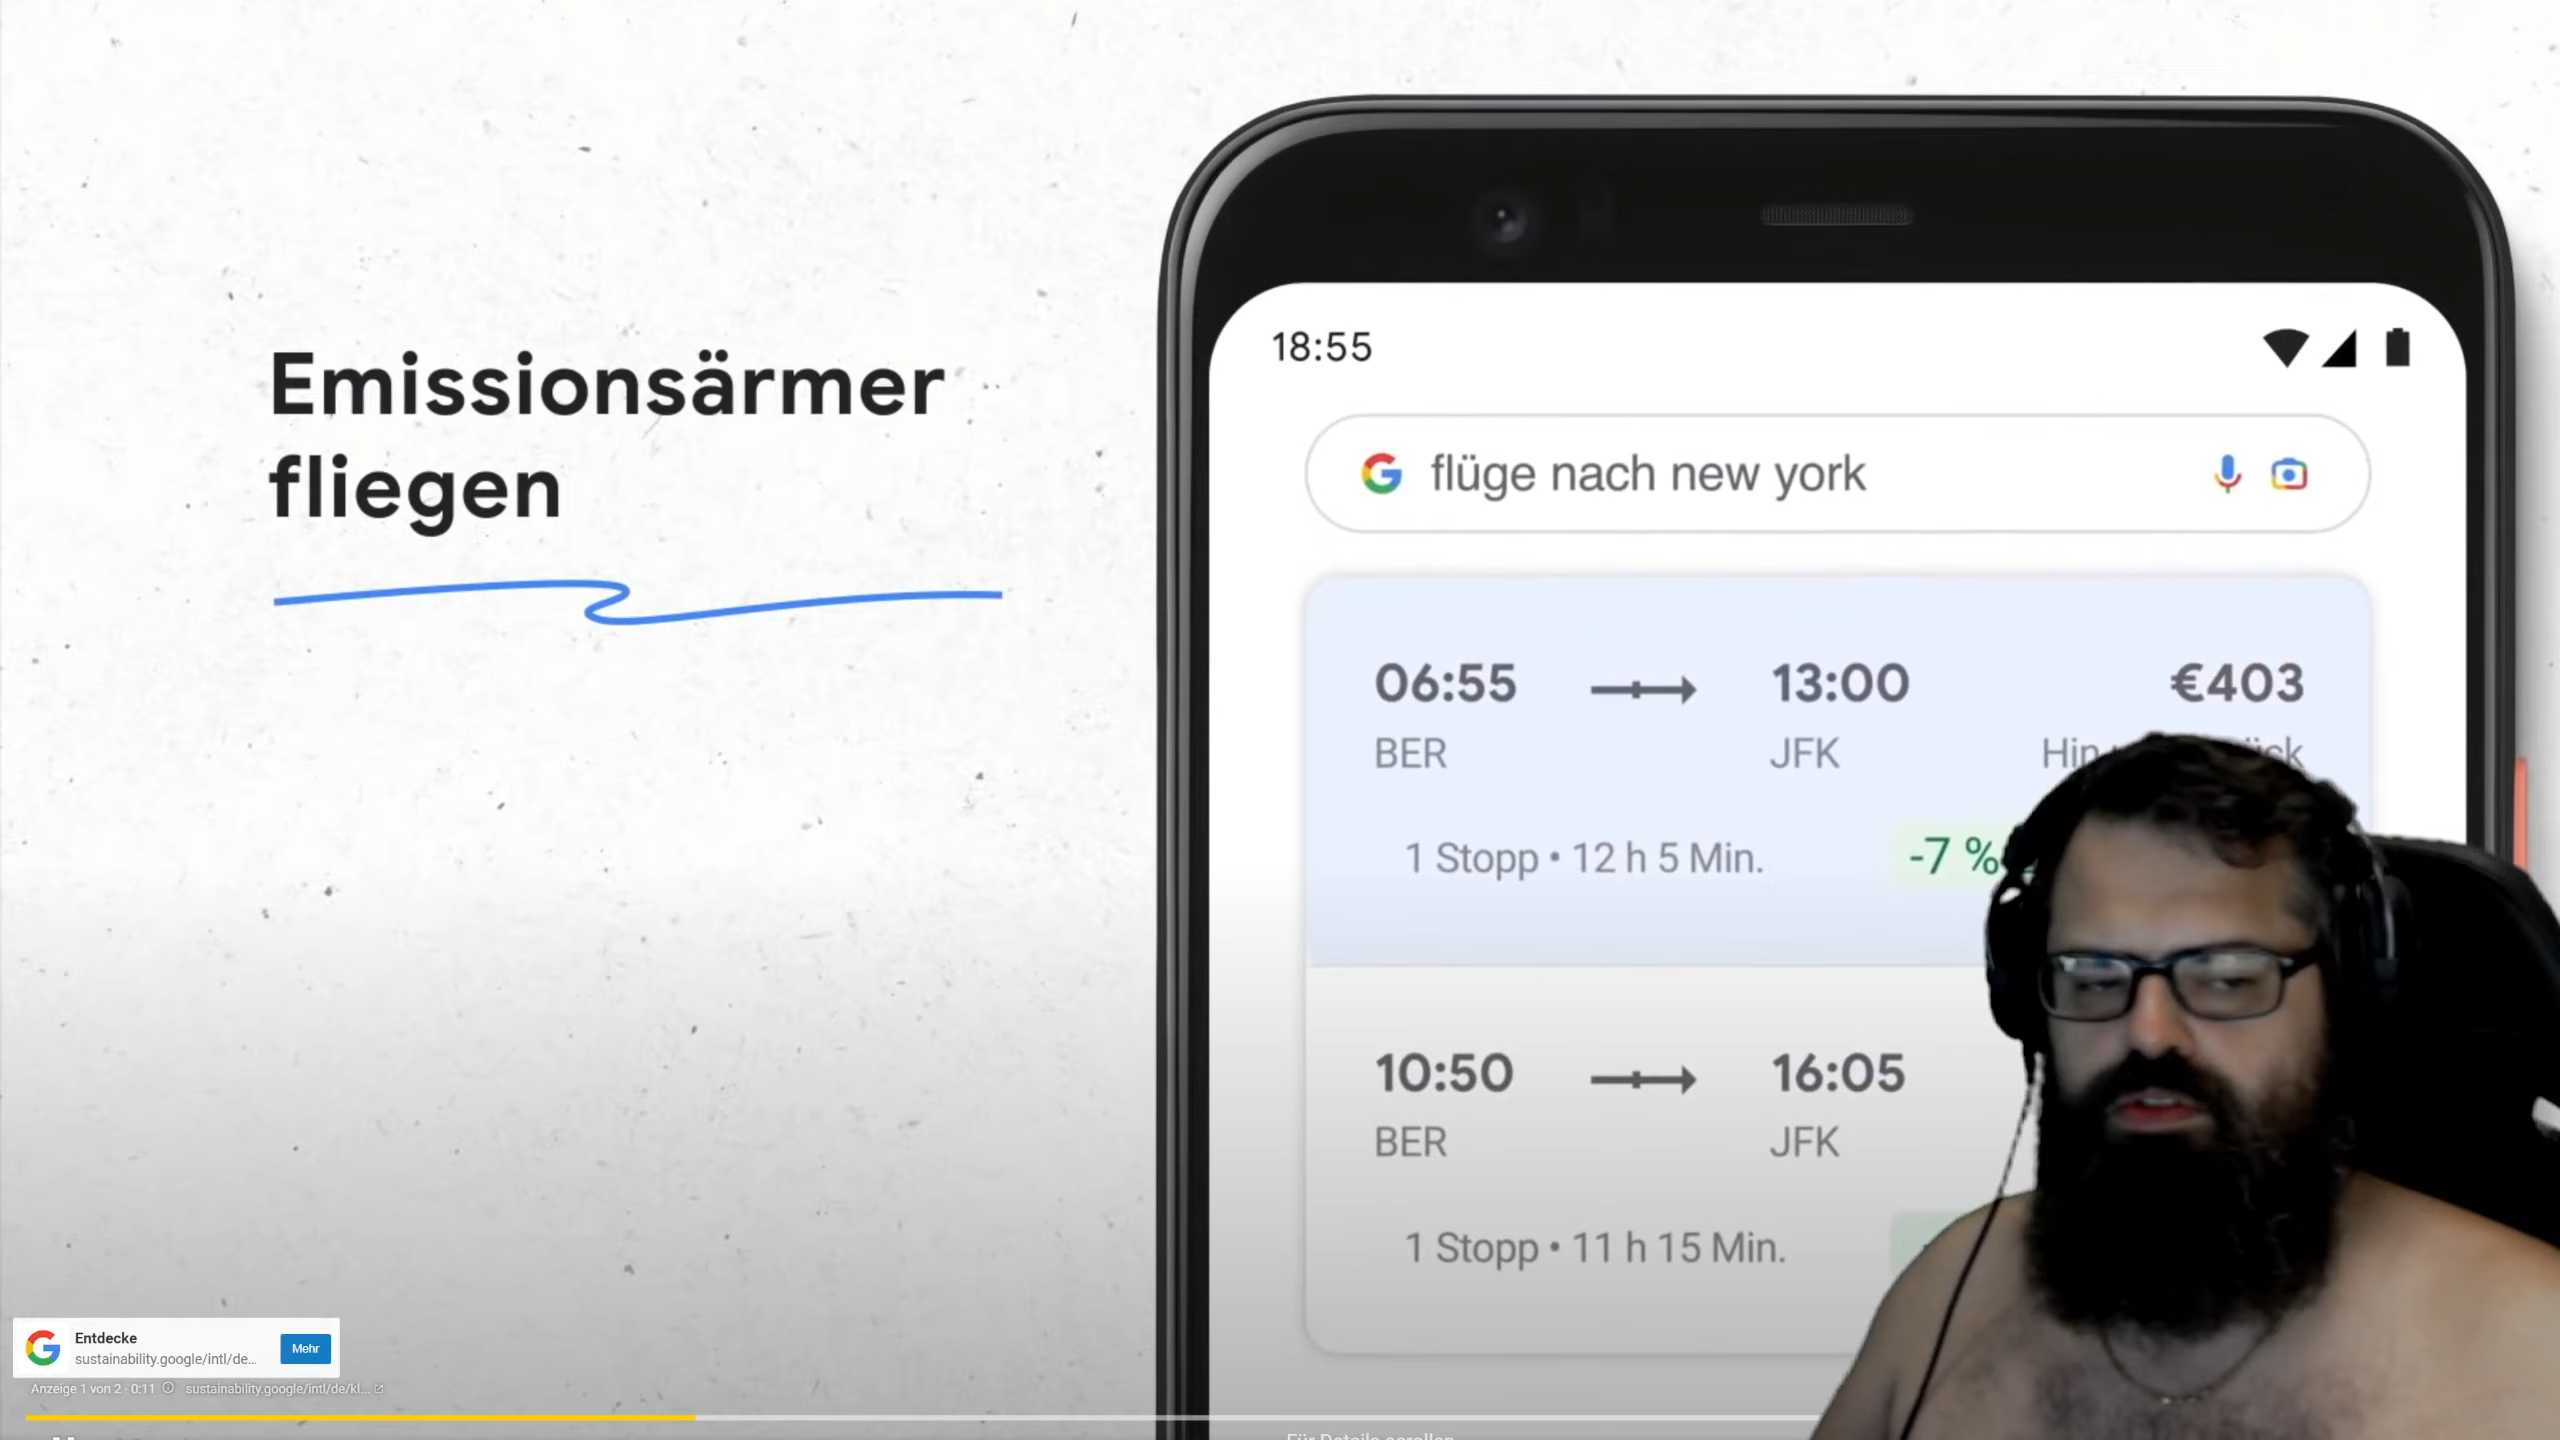 Emissionsärmer
fliegen
18:55
flüge nach new york
06:55
13:00
€403
BER
JFK
Hin
1 Stopp • 12 h 5 Min.
-7 %
10:50
16:05
BER
JFK
1 Stopp • 11 h 15 Min.
Entdecke
sustainability.google/intl/de...
Mehr
Anzeige 1 von 2 · 0:11
sustainability.google/intl/de/kl...